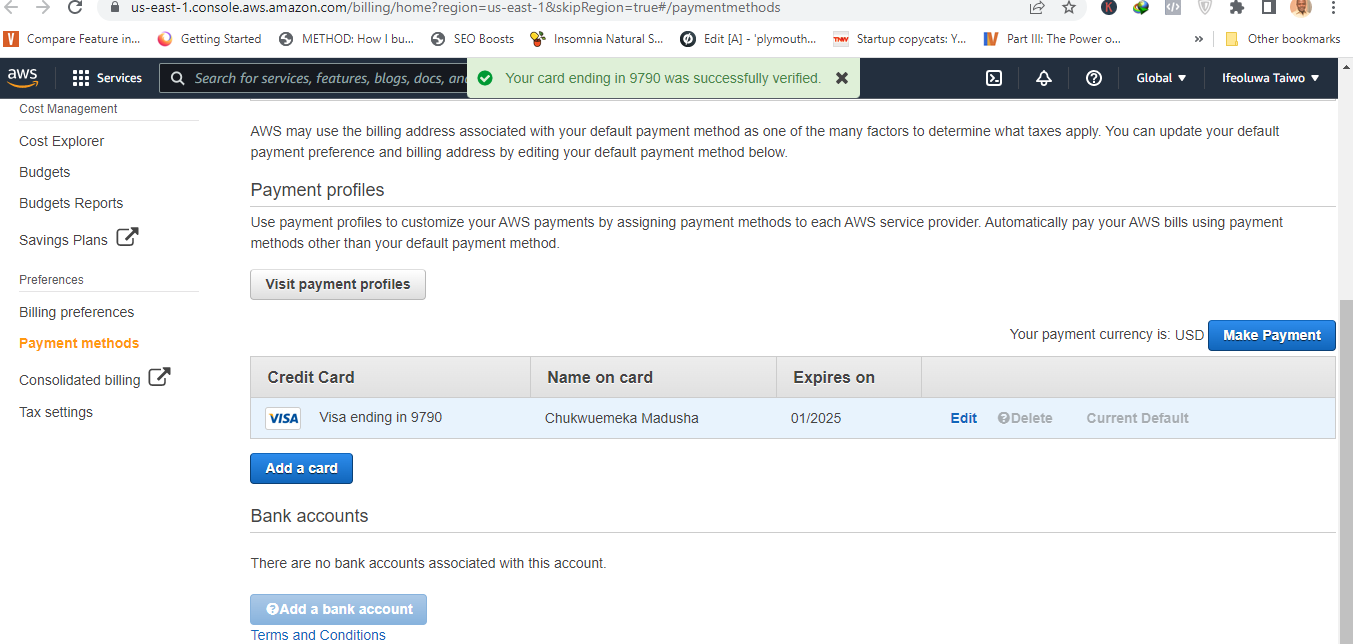 us-east-1.console.aws.amazon.com/billing/home?region=us-east-1&skipRegion=true#/paymentmethods
Compare Feature in... Getting Started METHOD: How I bu... SEO Boosts Insomnia Natural S... Edit [A] - 'plymouth... Startup copycats: Y... Part III: The Power o... » Other bookmarks
aws Services Search for services, features, blogs, docs, an Your card ending in 9790 was successfully verified. Global Ifeoluwa Taiwo
Cost Management
Cost Explorer
Budgets
Budgets Reports
Savings Plans
Preferences
Billing preferences
Payment methods
Consolidated billing
Tax settings
AWS may use the billing address associated with your default payment method as one of the many factors to determine what taxes apply. You can update your default
payment preference and billing address by editing your default payment method below.
Payment profiles
Use payment profiles to customize your AWS payments by assigning payment methods to each AWS service provider. Automatically pay your AWS bills using payment
methods other than your default payment method.
Visit payment profiles
Your payment currency is: USD Make Payment
Credit Card Name on card Expires on
VISA Visa ending in 9790 Chukwuemeka Madusha 01/2025 Edit Delete Current Default
Add a card
Bank accounts
There are no bank accounts associated with this account.
Add a bank account
Terms and Conditions